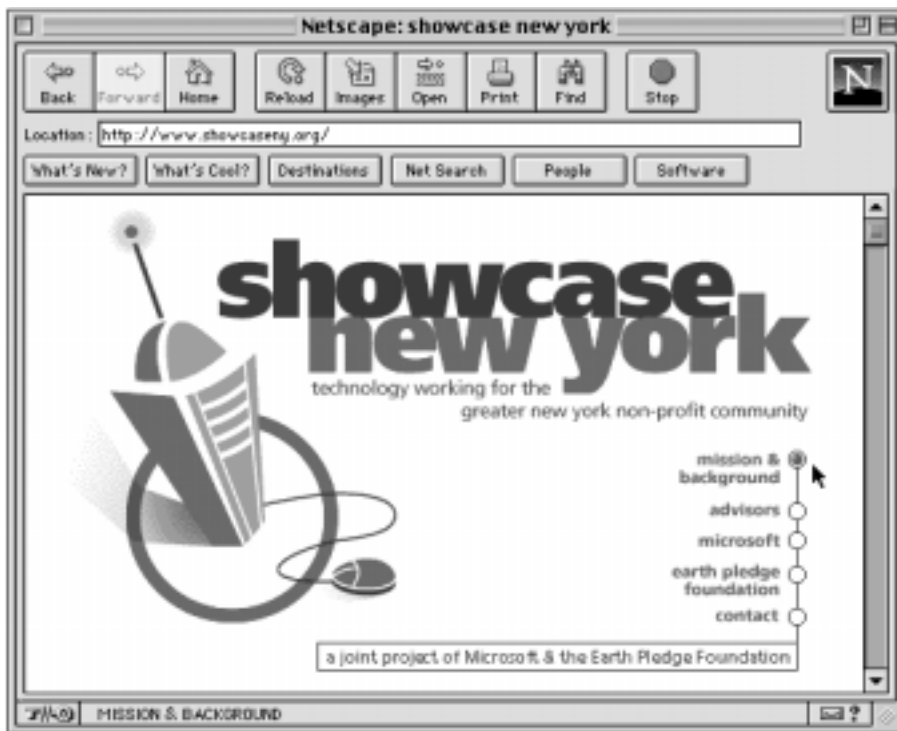 Netscape: showcase new york
Back Forward Home Reload Images Open Print Find Stop
N
Location: http://www.showcaseny.org/
What's New? What's Cool? Destinations Net Search People Software
showcase
new york
technology working for the
greater new york non-profit community
mission &
background
advisors
microsoft
earth pledge
foundation
contact
a joint project of Microsoft & the Earth Pledge Foundation
MISSION & BACKGROUND
?